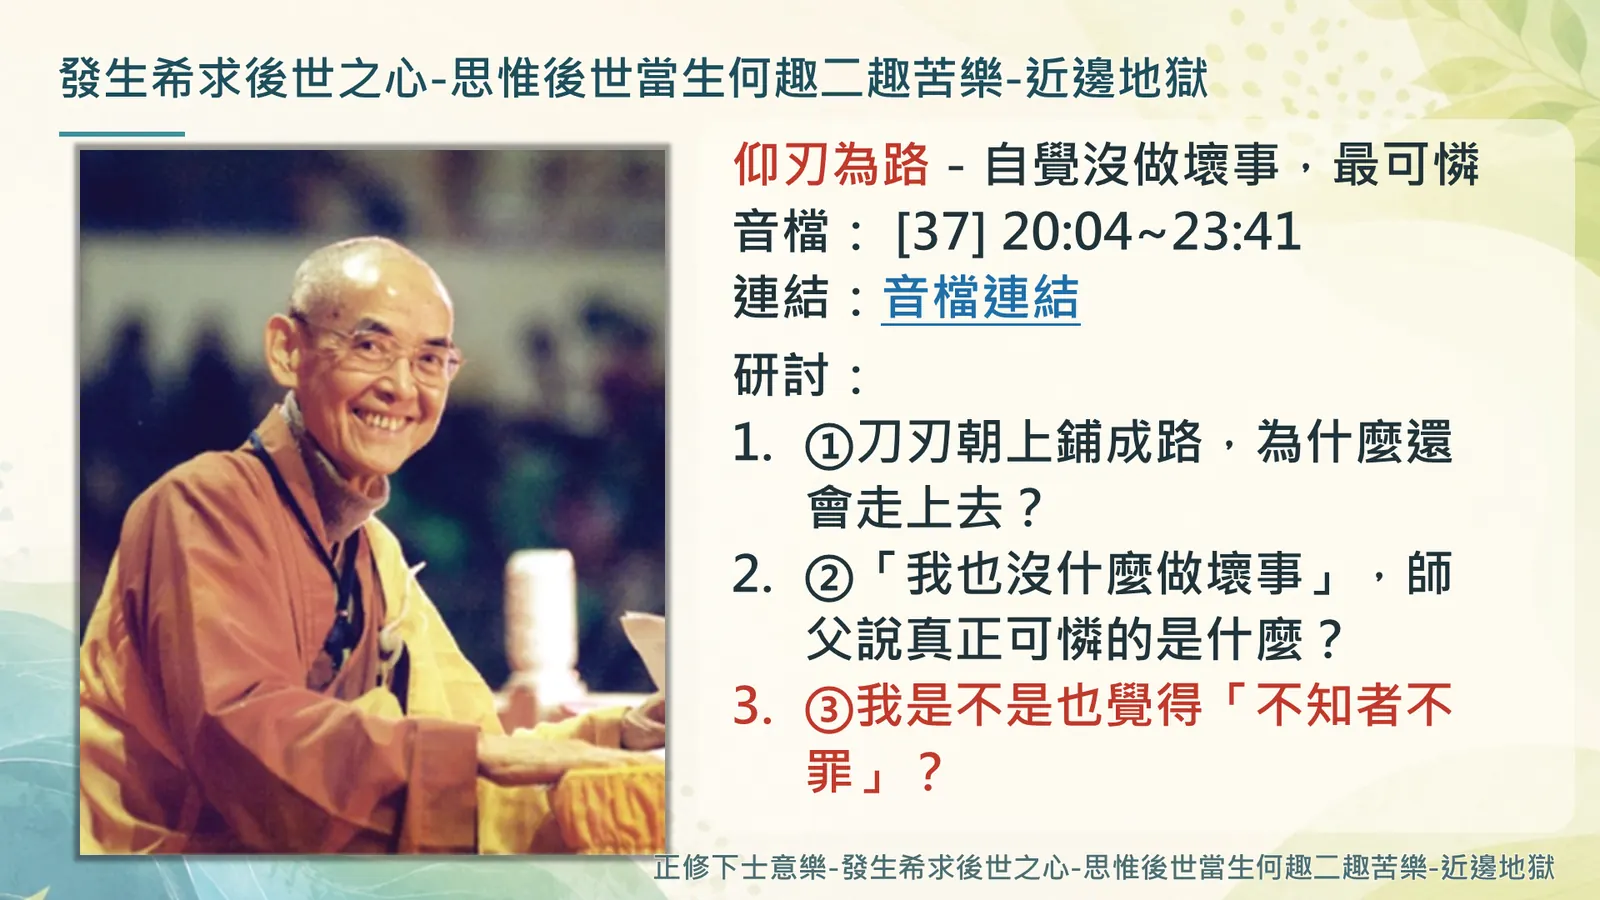 發生希求後世之心-思惟後世當生何趣二趣苦樂-近邊地獄
仰刃為路 - 自覺沒做壞事，最可憐
音檔： [37] 20:04~23:41
連結：音檔連結
研討：
1. ①刀刃朝上鋪成路，為什麼還
會走上去？
2. ②「我也沒什麼做壞事」，師
父說真正可憐的是什麼？
3. ③我是不是也覺得「不知者不
罪」？
正修下士意樂-發生希求後世之心-思惟後世當生何趣二趣苦樂-近邊地獄